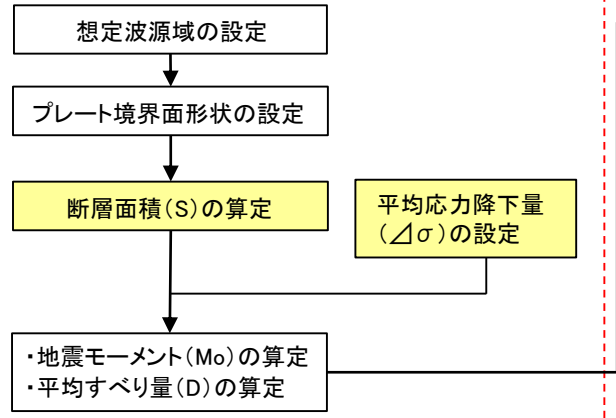 想定波源域の設定
プレート境界面形状の設定
断層面積(S)の算定
平均応力降下量
(⊿σ)の設定
・地震モーメント(Mo)の算定
・平均すべり量(D)の算定